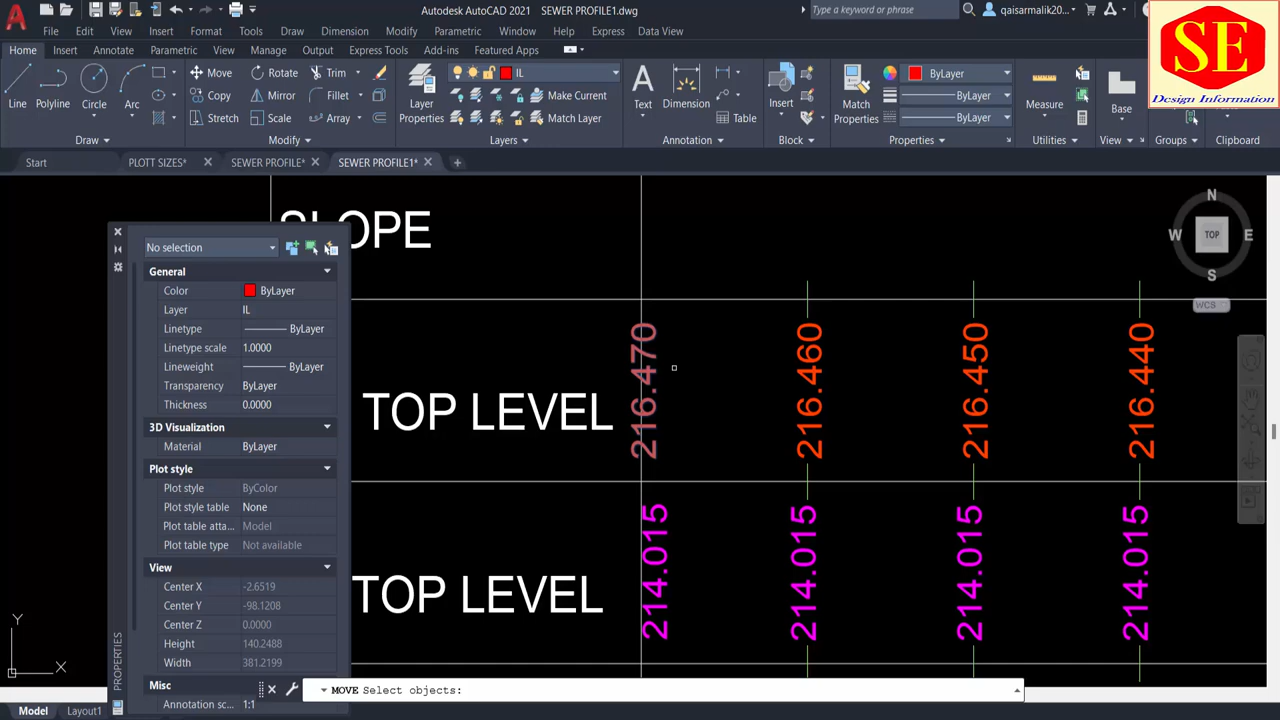 Autodesk AutoCAD 2021 SEWER PROFILE1.dwg
Type a keyword or phrase
qaisarmalik20...
File Edit View Insert Format Tools Draw Dimension Modify Parametric Window Help Express Data View
Home Insert Annotate Parametric View Manage Output Express Tools Add-ins Featured Apps
SE
Design Information
Line Polyline Circle Arc
Move Rotate Trim
Copy Mirror Fillet
Stretch Scale Array
Layer Properties
IL
Make Current
Match Layer
Text Dimension
Table
Insert
Match Properties
ByLayer
ByLayer
ByLayer
Measure
Base
Draw Modify Layers Annotation Block Properties Groups Utilities View Clipboard
Start PLOTT SIZES* SEWER PROFILE* SEWER PROFILE1*
SLOPE
N
W TOP E
S
WCS
No selection
General
Color ByLayer
Layer IL
Linetype ByLayer
Linetype scale 1.0000
Lineweight ByLayer
Transparency ByLayer
Thickness 0.0000
3D Visualization
Material ByLayer
Plot style
Plot style ByColor
Plot style table None
Plot table atta... Model
Plot table type Not available
View
Center X -2.6519
Center Y -98.1208
Center Z 0.0000
Height 140.2488
Width 381.2199
Misc
Annotation sc... 1:1
PROPERTIES
TOP LEVEL 216.470 216.460 216.450 216.440
TOP LEVEL 214.015 214.015 214.015 214.015
Y
X
MOVE Select objects:
Model Layout1